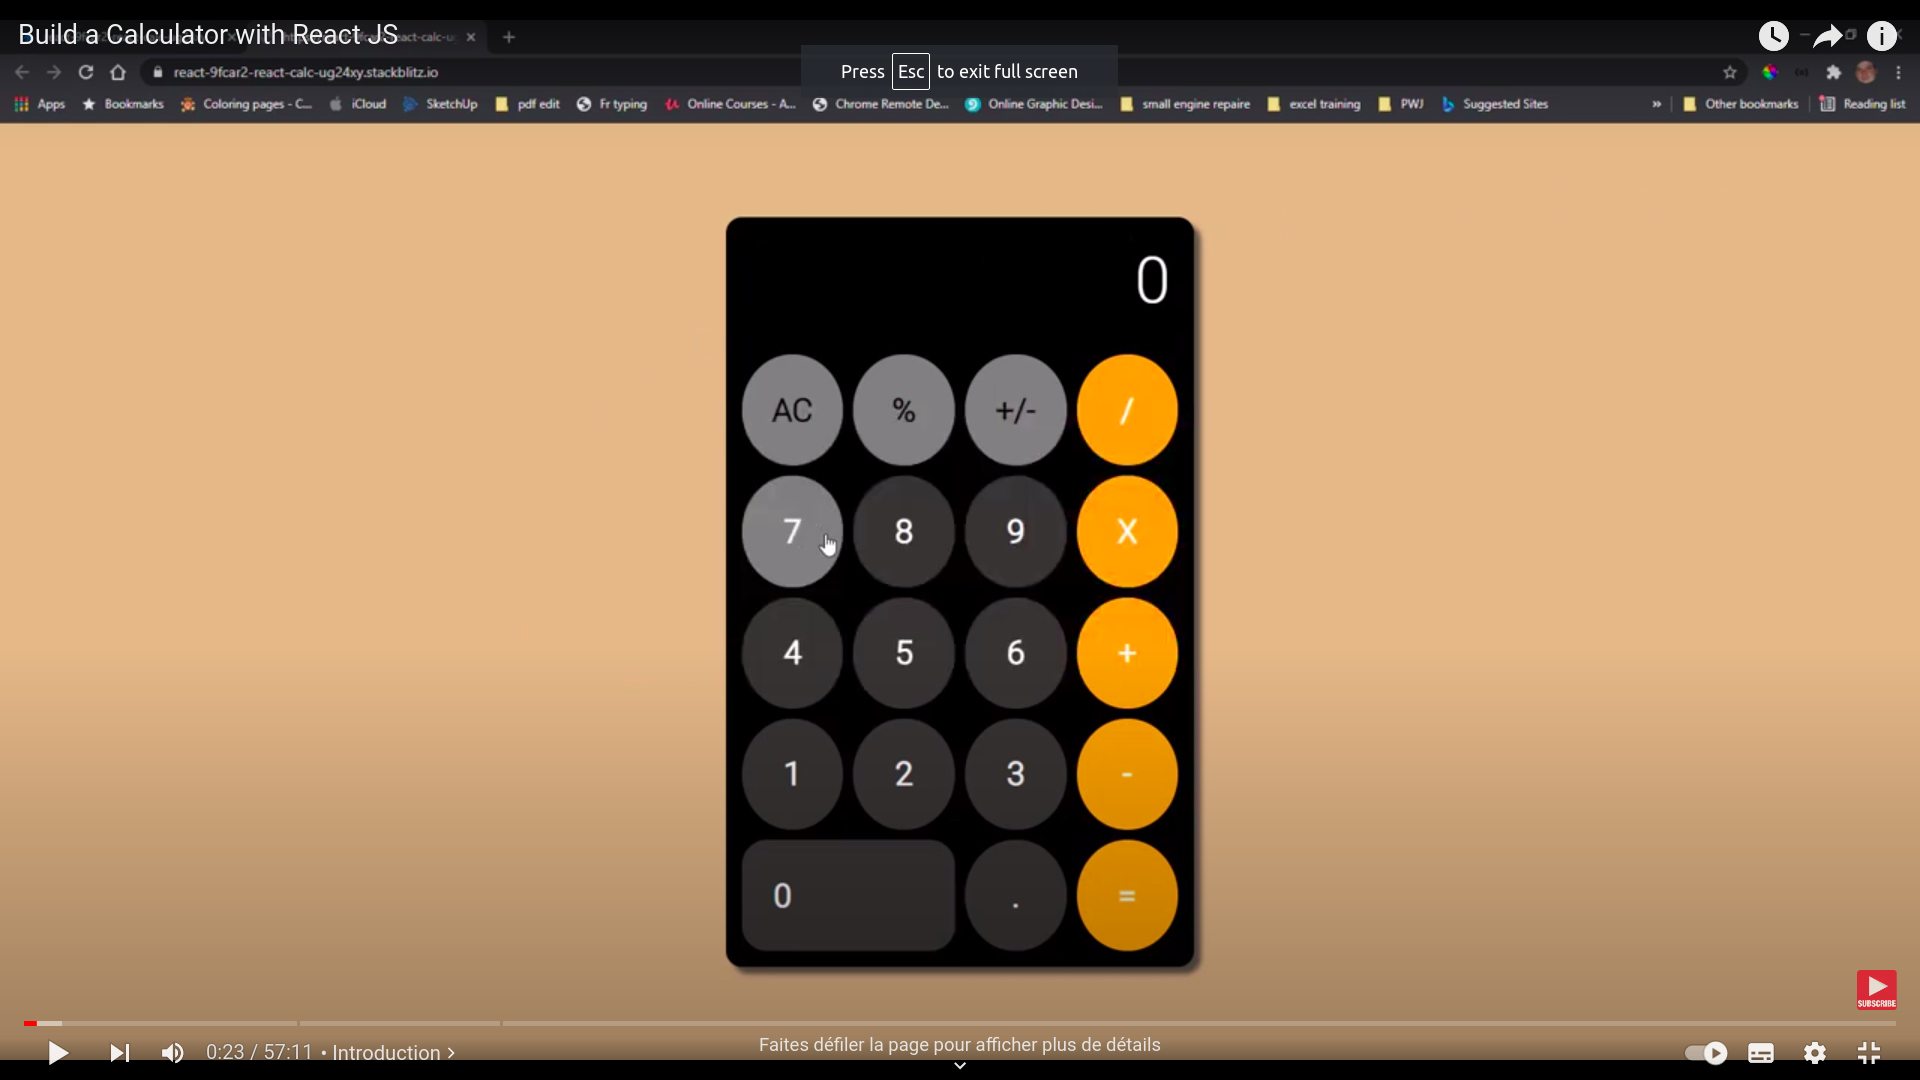 Build a Calculator with React JS
Press Esc to exit full screen
react-9fcar2-react-calc-ug24xy.stackblitz.io
Apps Bookmarks Coloring pages - C... iCloud SketchUp pdf edit Fr typing Online Courses - A... Chrome Remote De... Online Graphic Desi... small engine repaire excel training PWJ Suggested Sites » Other bookmarks Reading list
0
AC % +/- /
7 8 9 X
4 5 6 +
1 2 3 -
0 . =
SUBSCRIBE
0:23 / 57:11 • Introduction
Faites défiler la page pour afficher plus de détails